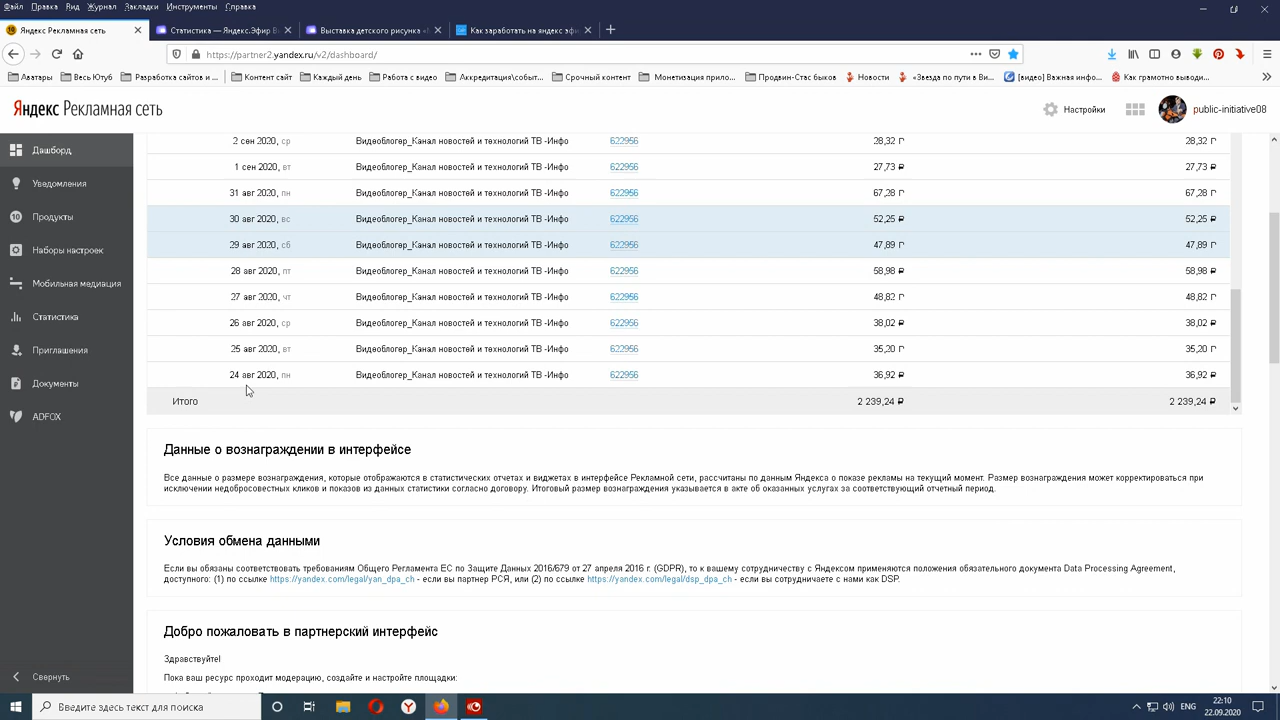 Файл Правка Вид Журнал Закладки Инструменты Справка
Яндекс Рекламная сеть
Статистика — Яндекс.Эфир В
Выставка детского рисунка «
Как заработать на яндекс эфи
https://partner2.yandex.ru/v2/dashboard/
Аватары
Весь Ютуб
Разработка сайтов и ...
Контент сайт
Каждый день
Работа с видео
Аккредитация\событ...
Срочный контент
Монетизация прило...
Продвин-Стас быков
Новости
«Звезда по пути в Ви...
[видео] Важная инфо...
Как грамотно выводи...
Яндекс Рекламная сеть
Настройки
public-initiative08
Дашборд
Уведомления
Продукты
Наборы настроек
Мобильная медиация
Статистика
Приглашения
Документы
ADFOX
Свернуть
2 сен 2020, ср Видеоблогер_Канал новостей и технологий ТВ -Инфо 622956 28,32 ₽ 28,32 ₽
1 сен 2020, вт Видеоблогер_Канал новостей и технологий ТВ -Инфо 622956 27,73 ₽ 27,73 ₽
31 авг 2020, пн Видеоблогер_Канал новостей и технологий ТВ -Инфо 622956 67,28 ₽ 67,28 ₽
30 авг 2020, вс Видеоблогер_Канал новостей и технологий ТВ -Инфо 622956 52,25 ₽ 52,25 ₽
29 авг 2020, сб Видеоблогер_Канал новостей и технологий ТВ -Инфо 622956 47,89 ₽ 47,89 ₽
28 авг 2020, пт Видеоблогер_Канал новостей и технологий ТВ -Инфо 622956 58,98 ₽ 58,98 ₽
27 авг 2020, чт Видеоблогер_Канал новостей и технологий ТВ -Инфо 622956 48,82 ₽ 48,82 ₽
26 авг 2020, ср Видеоблогер_Канал новостей и технологий ТВ -Инфо 622956 38,02 ₽ 38,02 ₽
25 авг 2020, вт Видеоблогер_Канал новостей и технологий ТВ -Инфо 622956 35,20 ₽ 35,20 ₽
24 авг 2020, пн Видеоблогер_Канал новостей и технологий ТВ -Инфо 622956 36,92 ₽ 36,92 ₽
Итого 2 239,24 ₽ 2 239,24 ₽
Данные о вознаграждении в интерфейсе
Все данные о размере вознаграждения, которые отображаются в статистических отчетах и виджетах в интерфейсе Рекламной сети, рассчитаны по данным Яндекса о показе рекламы на текущий момент. Размер вознаграждения может корректироваться при
исключении недобросовестных кликов и показов из данных статистики согласно договору. Итоговый размер вознаграждения указывается в акте об оказанных услугах за соответствующий отчетный период.
Условия обмена данными
Если вы обязаны соответствовать требованиям Общего Регламента ЕС по Защите Данных 2016/679 от 27 апреля 2016 г. (GDPR), то к вашему сотрудничеству с Яндексом применяются положения обязательного документа Data Processing Agreement,
доступного: (1) по ссылке https://yandex.com/legal/yan_dpa_ch - если вы партнер РСЯ, или (2) по ссылке https://yandex.com/legal/dsp_dpa_ch - если вы сотрудничаете с нами как DSP.
Добро пожаловать в партнерский интерфейс
Здравствуйте!
Пока ваш ресурс проходит модерацию, создайте и настройте площадки:
Введите здесь текст для поиска
ENG
22:10
22.09.2020